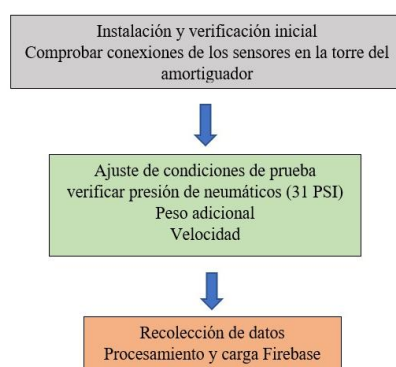 Instalación y verificación inicial
Comprobar conexiones de los sensores en la torre del
amortiguador
Ajuste de condiciones de prueba
verificar presión de neumáticos (31 PSI)
Peso adicional
Velocidad
Recolección de datos
Procesamiento y carga Firebase